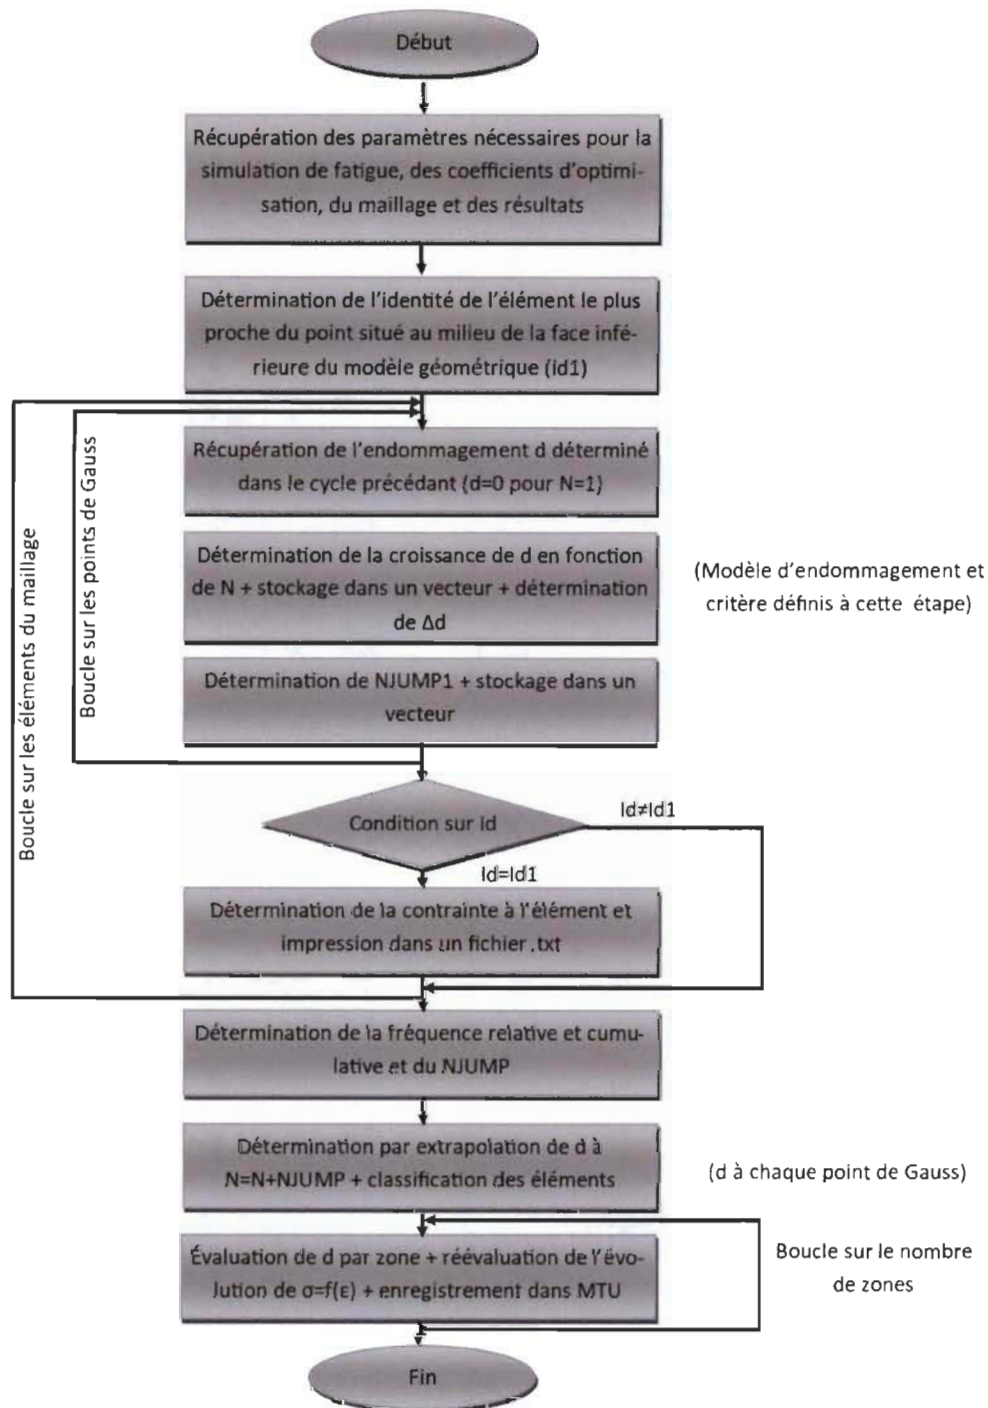 Début
Récupération des paramètres nécessaires pour la
simulation de fatigue, des coefficients d'optimi-
sation, du maillage et des résultats
Détermination de l'identité de l'élément le plus
proche du point situé au milieu de la face infé-
rieure du modèle géométrique (id1)
Boucle sur les éléments du maillage
Boucle sur les points de Gauss
Récupération de l'endommagement d déterminé
dans le cycle précédant (d=0 pour N=1)
Détermination de la croissance de d en fonction
de N + stockage dans un vecteur + détermination
de Δd
(Modèle d'endommagement et
critère définis à cette étape)
Détermination de NJUMP1 + stockage dans un
vecteur
Condition sur Id
Id≠Id1
Id=Id1
Détermination de la contrainte à l'élément et
impression dans un fichier.txt
Détermination de la fréquence relative et cumu-
lative et du NJUMP
Détermination par extrapolation de d à
N=N+NJUMP + classification des éléments
(d à chaque point de Gauss)
Évaluation de d par zone + réévaluation de l'évo-
lution de σ=f(ε) + enregistrement dans MTU
Boucle sur le nombre
de zones
Fin